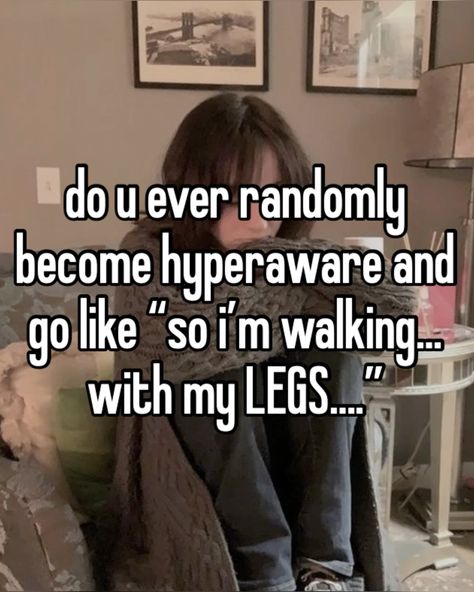 do u ever randomly
become hyperaware and
go like “so i’m walking...
with my LEGS....”